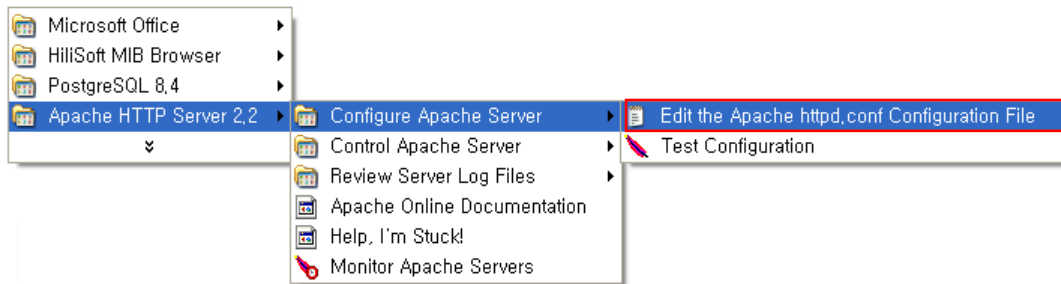 Microsoft Office
HiliSoft MIB Browser
PostgreSQL 8,4
Apache HTTP Server 2,2
Configure Apache Server
Edit the Apache httpd,conf Configuration File
Control Apache Server
Test Configuration
Review Server Log Files
Apache Online Documentation
Help, I'm Stuck!
Monitor Apache Servers